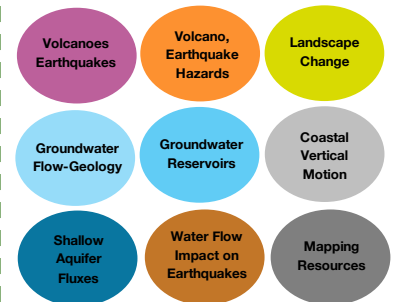 Volcanoes
Earthquakes
Volcano,
Earthquake
Hazards
Landscape
Change
Groundwater
Flow-Geology
Groundwater
Reservoirs
Coastal
Vertical
Motion
Shallow
Aquifer
Fluxes
Water Flow
Impact on
Earthquakes
Mapping
Resources